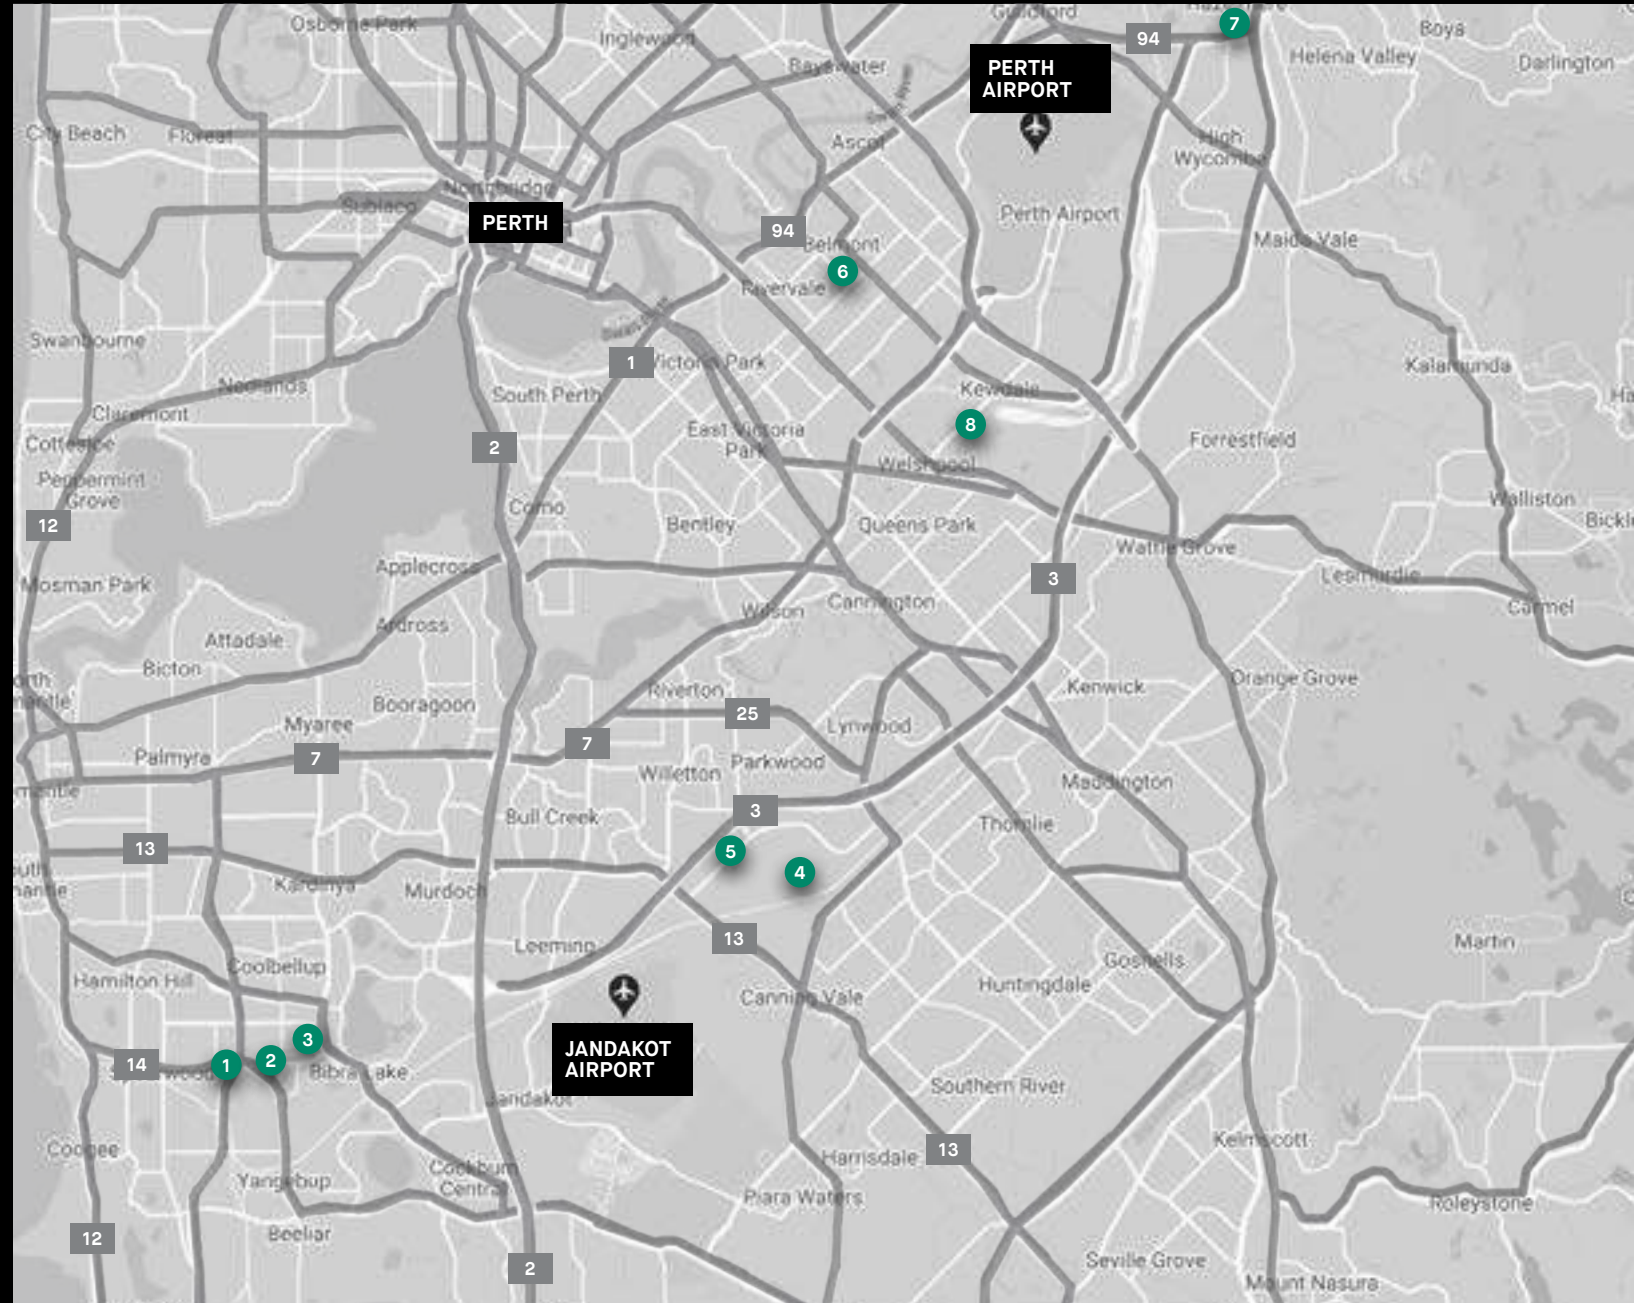 Osborne Park
Inglewood
Guildford
7
Boya
94
Helena Valley
Darlington
Bayswater
PERTH
AIRPORT
City Beach
Floreat
Ascot
High
Wycombe
Northbridge
Subiaco
PERTH
Perth Airport
94
Belmont
Maida Vale
6
Rivervale
Swanbourne
1
Victoria Park
Kalamunda
Nedlands
South Perth
Kewdale
Claremont
8
East Victoria
Park
Cottesloe
2
Forrestfield
Welshpool
Peppermint
Grove
Walliston
Como
12
Bentley
Queens Park
Wattle Grove
Applecross
3
Lesmurdie
Mosman Park
Wilson
Cannington
Carmel
Ardross
Attadale
Bicton
Orange Grove
Riverton
Kenwick
Booragoon
25
Myaree
Lynwood
7
7
Palmyra
Parkwood
Willetton
Maddington
3
Bull Creek
Thornlie
13
5
4
Kardinya
Murdoch
13
Leeming
Martin
Coolbellup
Gosnells
Hamilton Hill
Huntingdale
Canning Vale
3
JANDAKOT
AIRPORT
14
1
2
Bibra Lake
Southern River
Jandakot
Coogee
Kelmscott
13
Harrisdale
Cockburn
Central
Yangebup
Piara Waters
Roleystone
12
Beeliar
2
Seville Grove
Mount Nasura